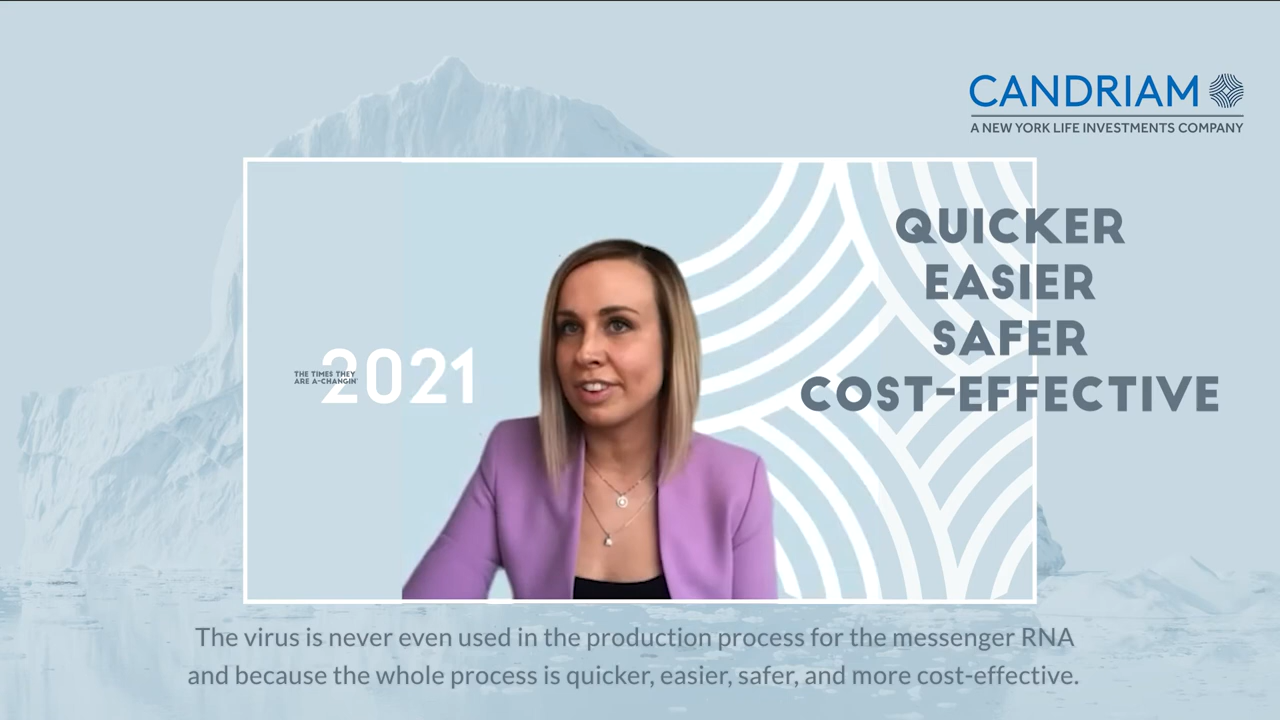 CANDRIAM
A NEW YORK LIFE INVESTMENTS COMPANY
QUICKER
EASIER
SAFER
COST-EFFECTIVE
THE TIMES THEY
ARE A-CHANGIN'
2021
The virus is never even used in the production process for the messenger RNA
and because the whole process is quicker, easier, safer, and more cost-effective.